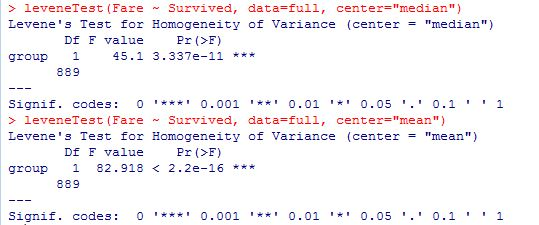 > leveneTest(Fare ~ Survived, data=full, center="median")
Levene's Test for Homogeneity of Variance (center = "median")
       Df F value    Pr(>F)
group   1    45.1 3.337e-11 ***
      889
---
Signif. codes:  0 '***' 0.001 '**' 0.01 '*' 0.05 '.' 0.1 ' ' 1
> leveneTest(Fare ~ Survived, data=full, center="mean")
Levene's Test for Homogeneity of Variance (center = "mean")
       Df F value    Pr(>F)
group   1  82.918 < 2.2e-16 ***
      889
---
Signif. codes:  0 '***' 0.001 '**' 0.01 '*' 0.05 '.' 0.1 ' ' 1